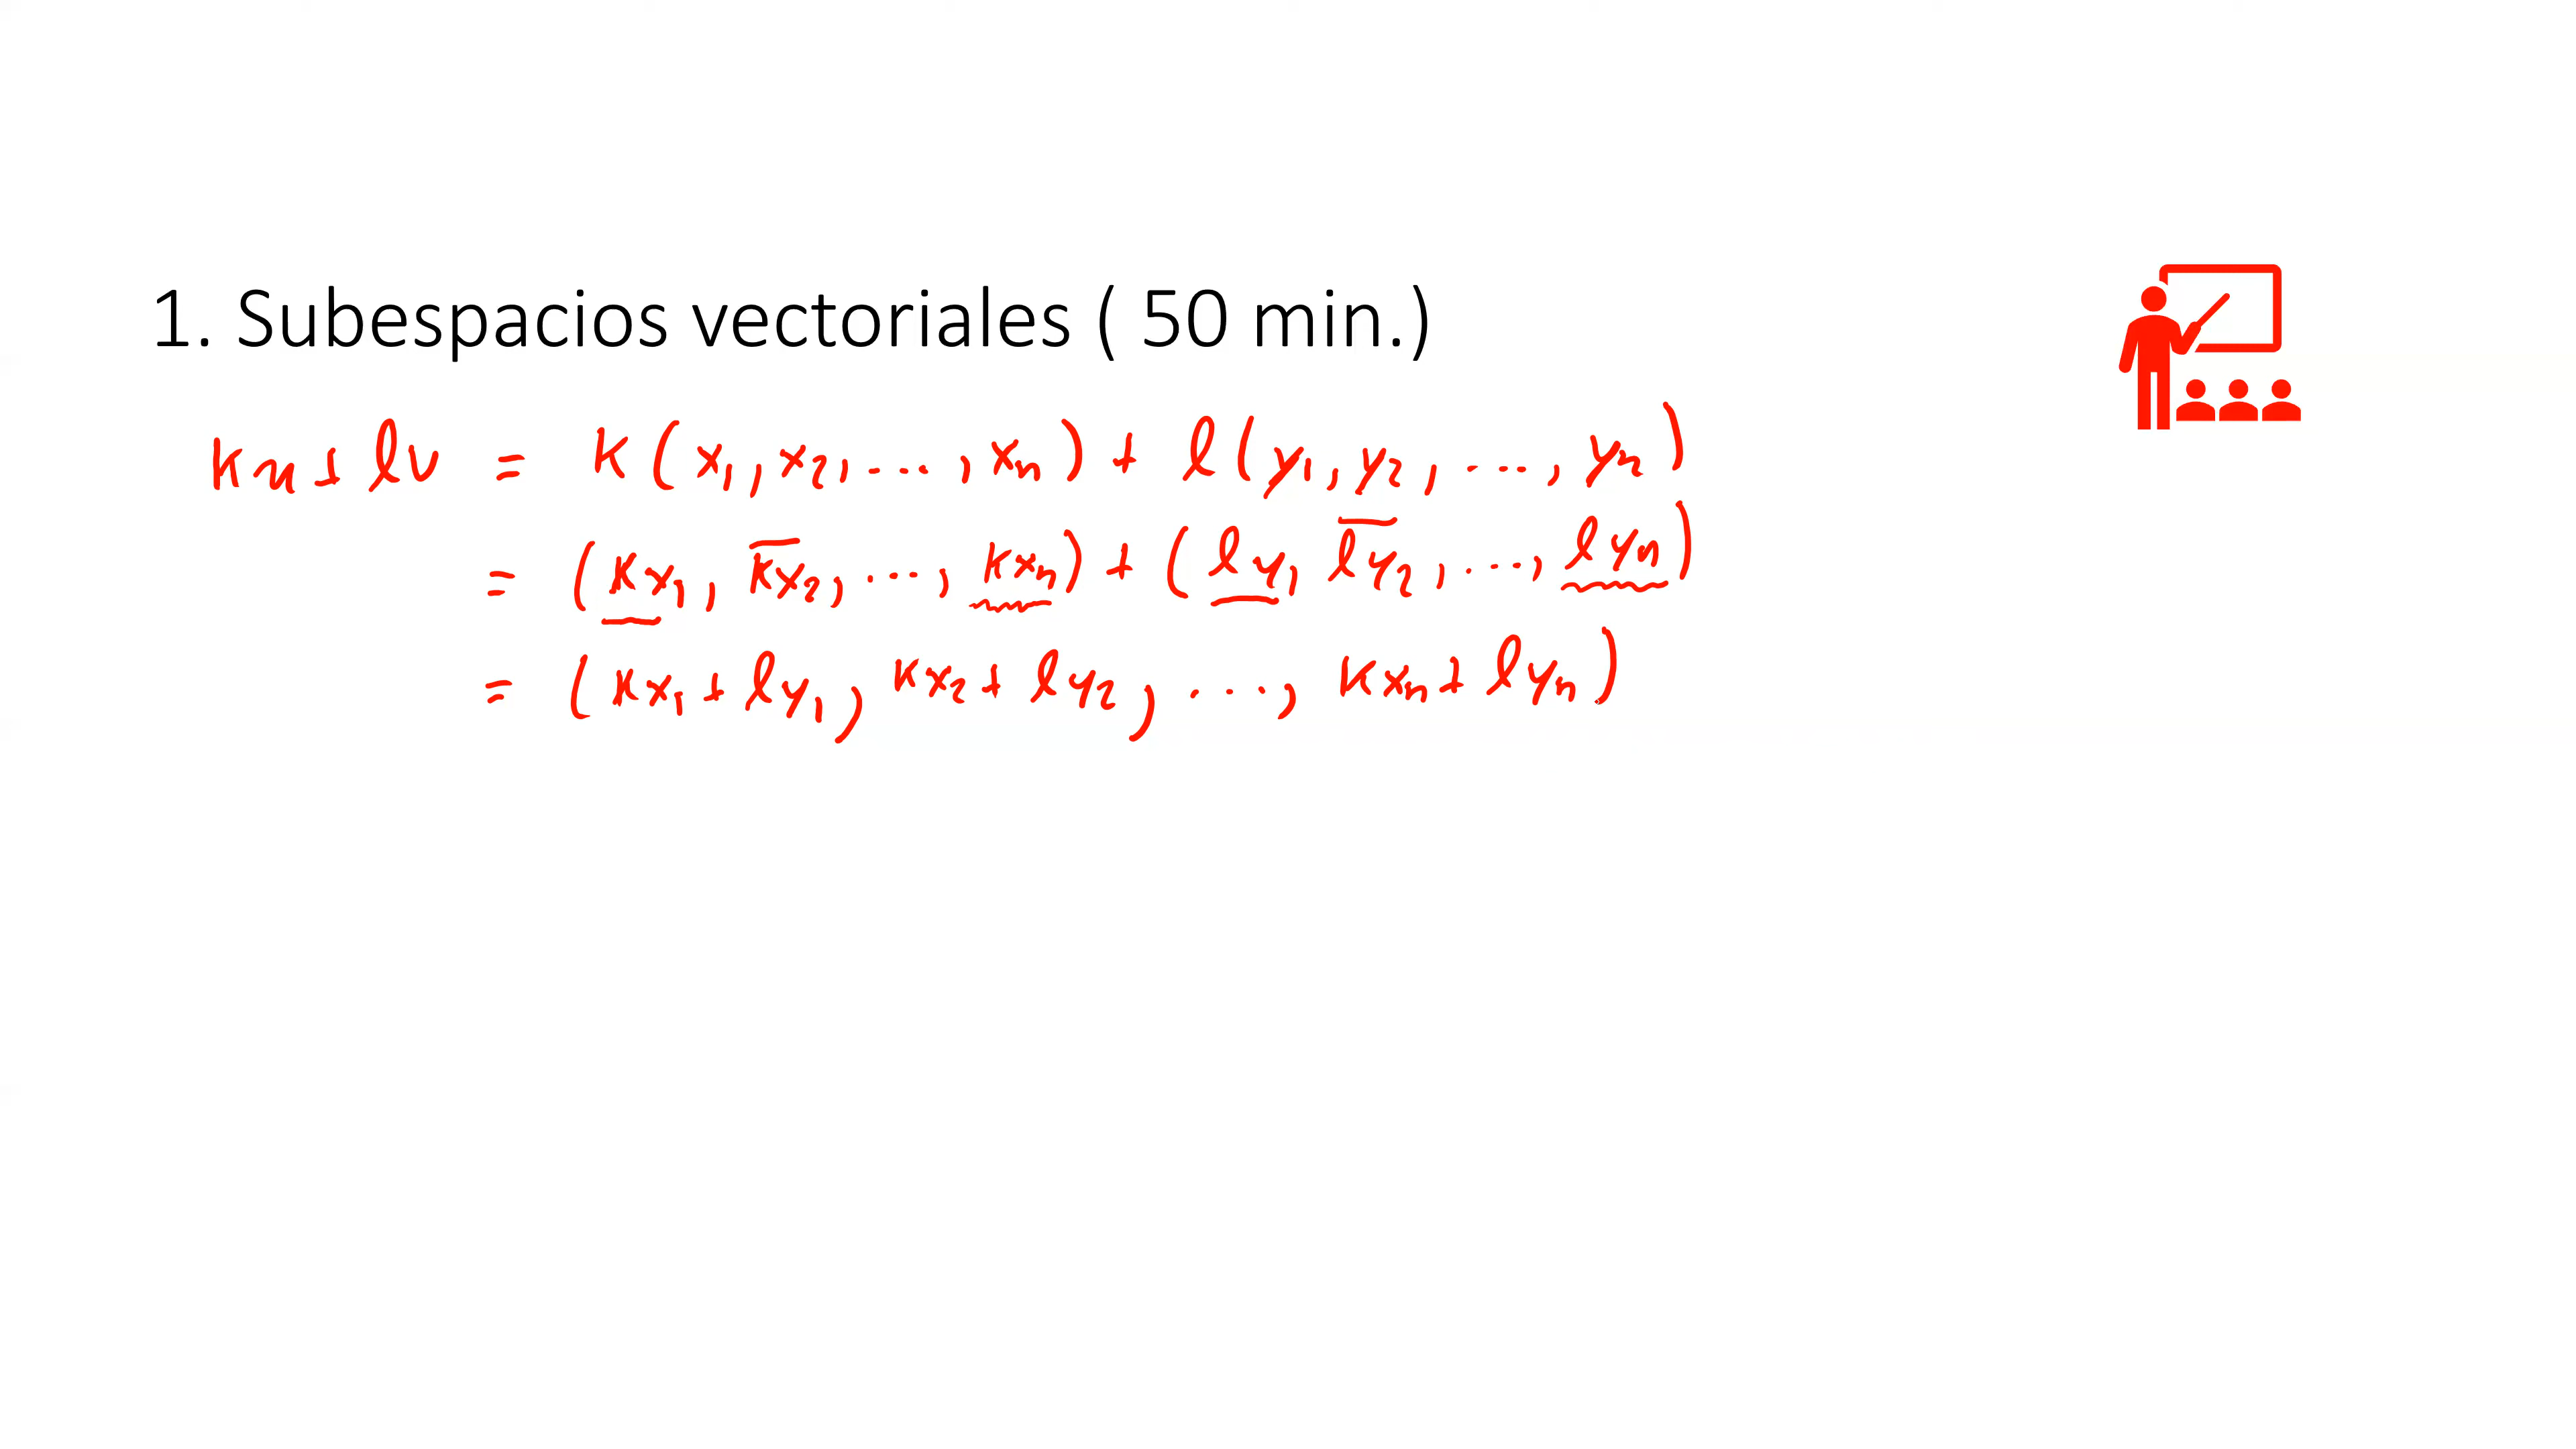 1. Subespacios vectoriales ( 50 min.)
ku + lv = k(x₁, x₂, ..., xₙ) + l(y₁, y₂, ..., yₙ)
= (kx₁, kx₂, ..., kxₙ) + (ly₁, ly₂, ..., lyₙ)
= (kx₁ + ly₁, kx₂ + ly₂, ..., kxₙ + lyₙ)